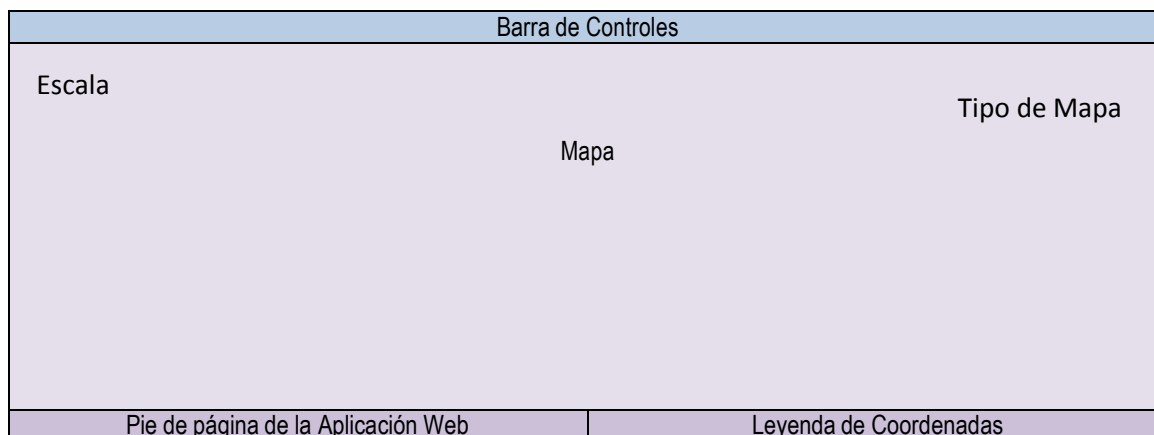 Barra de Controles
Escala
Tipo de Mapa
Mapa
Pie de página de la Aplicación Web
Leyenda de Coordenadas